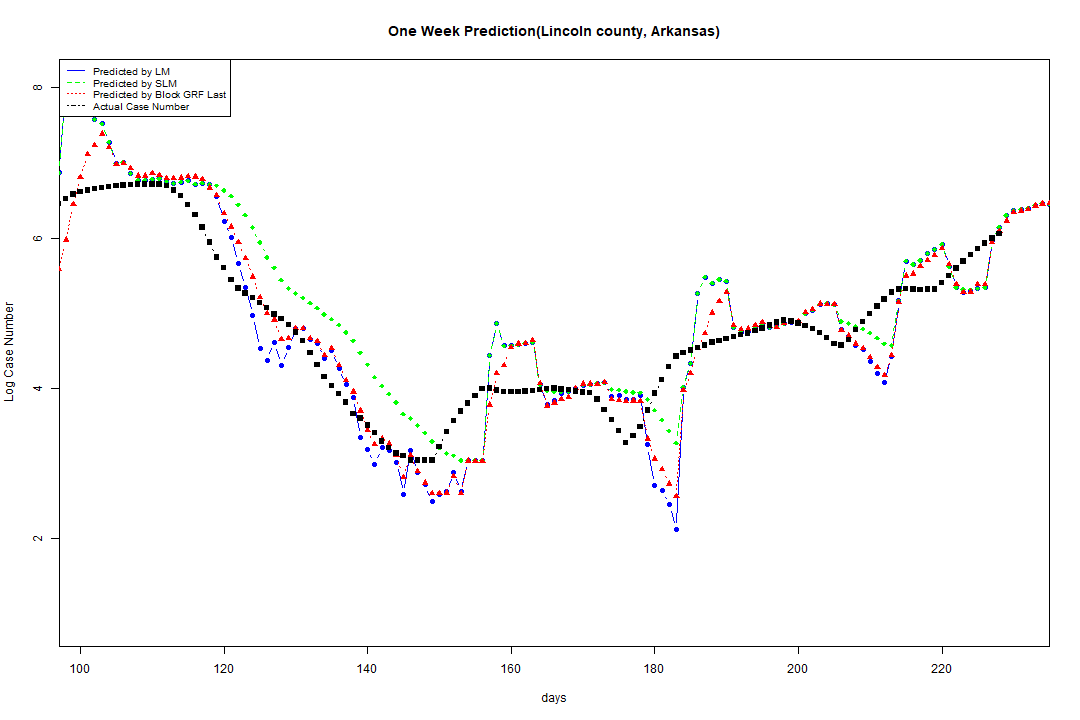 One Week Prediction(Lincoln county, Arkansas)
Predicted by LM
Predicted by SLM
Predicted by Block GRF Last
Actual Case Number
8
6
4
2
Log Case Number
100 120 140 160 180 200 220
days